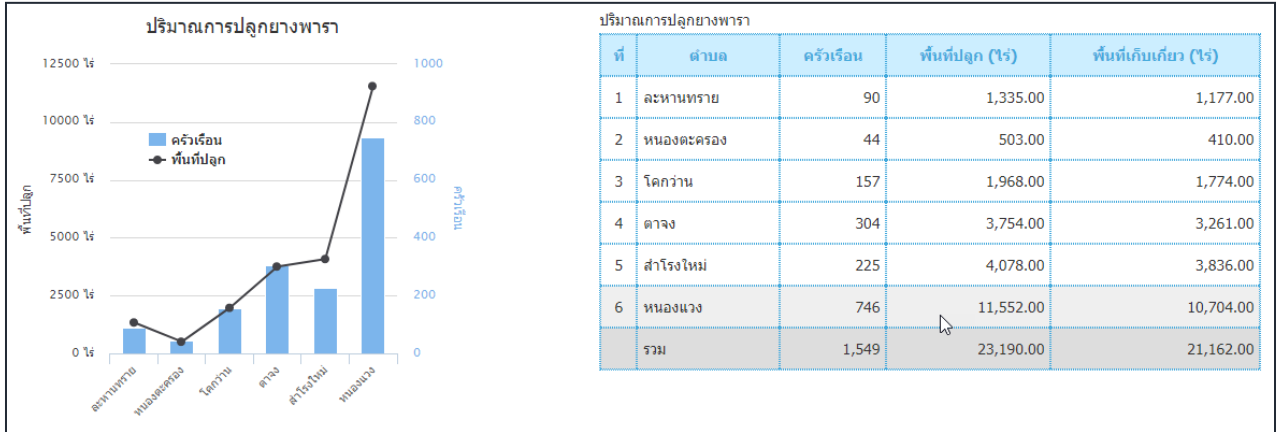 ปริมาณการปลูกยางพารา
12500 ไร่
10000 ไร่
7500 ไร่
5000 ไร่
2500 ไร่
0 ไร่
พื้นที่ปลูก
ครัวเรือน
พื้นที่ปลูก
1000
800
600
400
200
0
ครัวเรือน
ละหานทราย
หนองตะครอง
โคกว่าน
ตาจง
สำโรงใหม่
หนองแวง
ปริมาณการปลูกยางพารา
ที่ ตำบล ครัวเรือน พื้นที่ปลูก (ไร่) พื้นที่เก็บเกี่ยว (ไร่)
1 ละหานทราย 90 1,335.00 1,177.00
2 หนองตะครอง 44 503.00 410.00
3 โคกว่าน 157 1,968.00 1,774.00
4 ตาจง 304 3,754.00 3,261.00
5 สำโรงใหม่ 225 4,078.00 3,836.00
6 หนองแวง 746 11,552.00 10,704.00
รวม 1,549 23,190.00 21,162.00